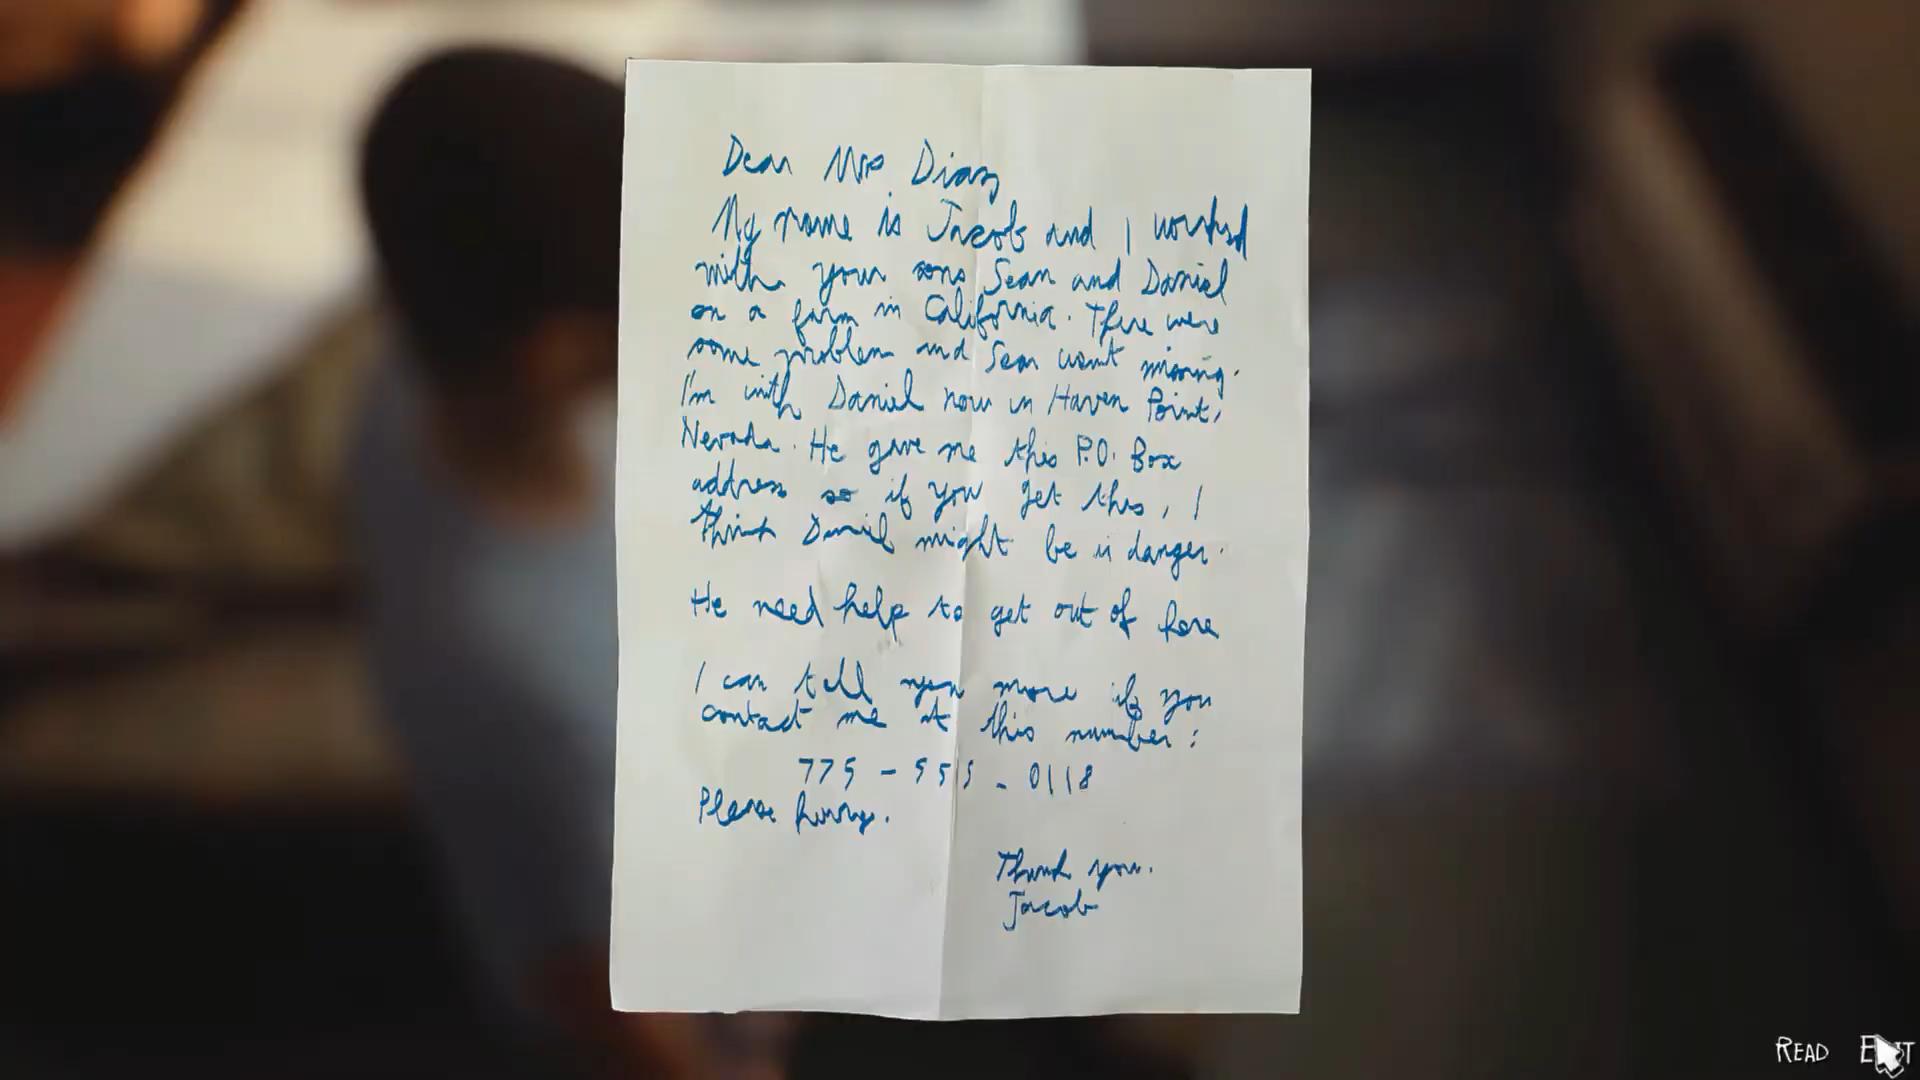 Dear Mrs Diaz
My name is Jacob and I worked
with your sons Sean and Daniel
on a farm in California. There were
some problem and Sean went missing.
I'm with Daniel now in Haven Point,
Nevada. He gave me this P.O. Box
address so if you get this, I
think Daniel might be in danger.
He need help to get out of here
I can tell you more if you
contact me at this number:
775-555-0118
Please hurry.
Thank you.
Jacob
READ EXIT